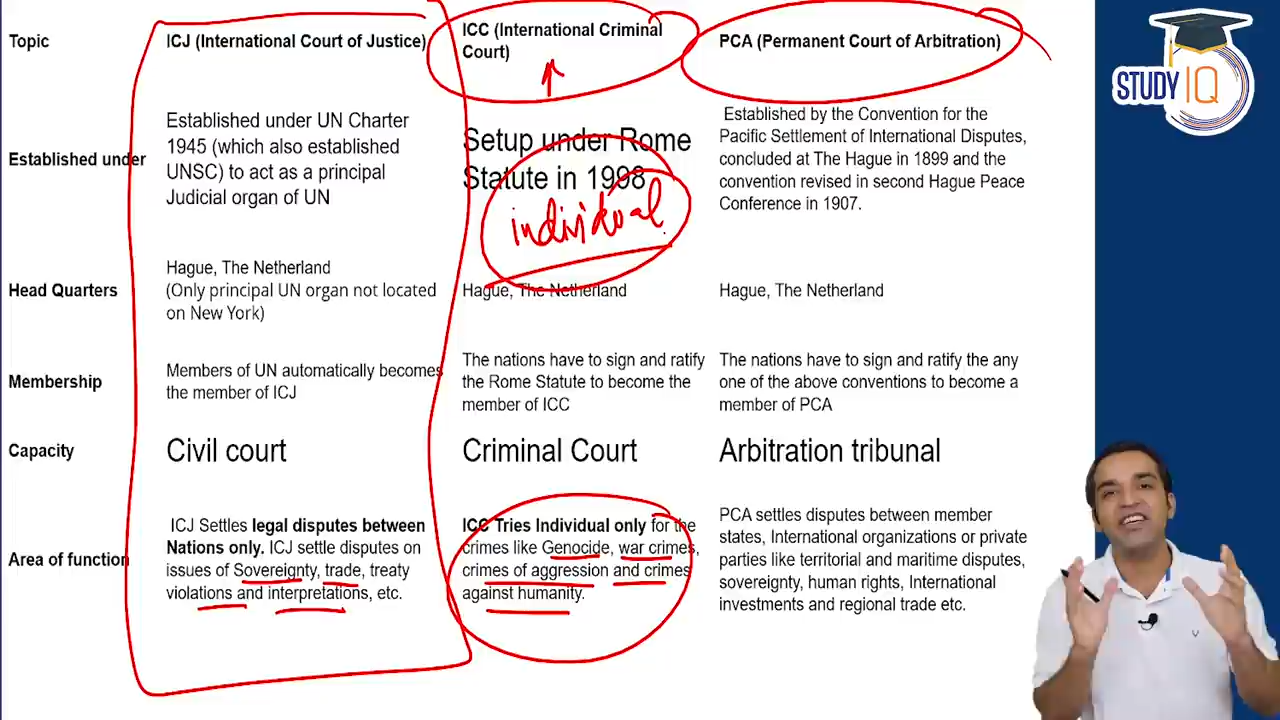 Topic
ICJ (International Court of Justice)
ICC (International Criminal
Court)
PCA (Permanent Court of Arbitration)
STUDY IQ
Established under
Established under UN Charter
1945 (which also established
UNSC) to act as a principal
Judicial organ of UN
Setup under Rome
Statute in 1998
individual
Established by the Convention for the
Pacific Settlement of International Disputes,
concluded at The Hague in 1899 and the
convention revised in second Hague Peace
Conference in 1907.
Head Quarters
Hague, The Netherland
(Only principal UN organ not located
on New York)
Hague, The Netherland
Hague, The Netherland
Membership
Members of UN automatically becomes
the member of ICJ
The nations have to sign and ratify
the Rome Statute to become the
member of ICC
The nations have to sign and ratify the any
one of the above conventions to become a
member of PCA
Capacity
Civil court
Criminal Court
Arbitration tribunal
Area of function
ICJ Settles legal disputes between
Nations only. ICJ settle disputes on
issues of Sovereignty, trade, treaty
violations and interpretations, etc.
ICC Tries Individual only for the
crimes like Genocide, war crimes,
crimes of aggression and crimes
against humanity.
PCA settles disputes between member
states, International organizations or private
parties like territorial and maritime disputes,
sovereignty, human rights, International
investments and regional trade etc.